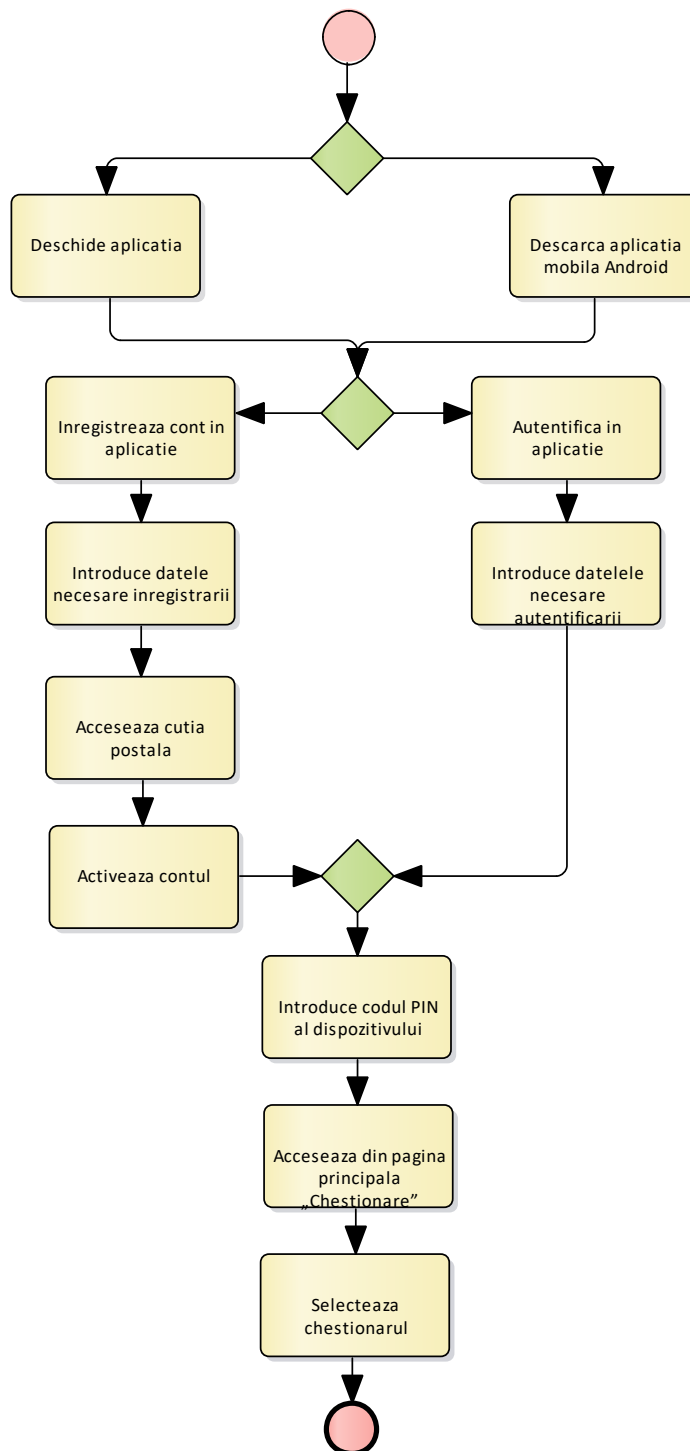 Deschide aplicatia
Descarca aplicatia
mobila Android
Inregistreaza cont in
aplicatie
Autentifica in
aplicatie
Introduce datele
necesare inregistrarii
Introduce datelele
necesare
autentificarii
Acceseaza cutia
postala
Activeaza contul
Introduce codul PIN
al dispozitivului
Acceseaza din pagina
principala
„Chestionare”
Selecteaza
chestionarul